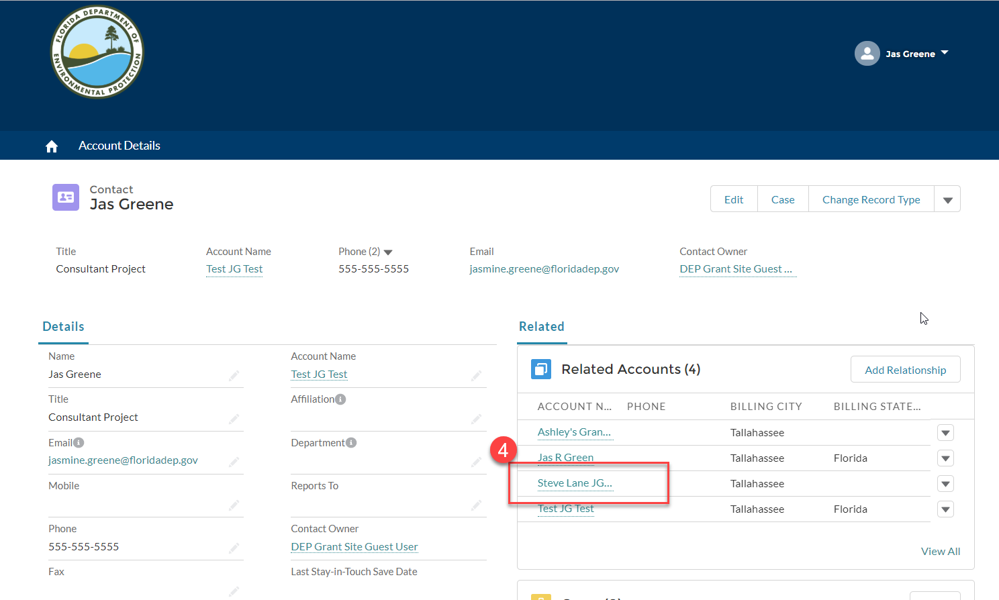 FLORIDA DEPARTMENT OF
ENVIRONMENTAL PROTECTION
Jas Greene
Account Details
Contact
Jas Greene
Edit
Case
Change Record Type
Title
Account Name
Phone (2)
Email
Contact Owner
Consultant Project
Test JG Test
555-555-5555
jasmine.greene@floridadep.gov
DEP Grant Site Guest ...
Details
Name
Jas Greene
Account Name
Test JG Test
Title
Consultant Project
Affiliation
Email
jasmine.greene@floridadep.gov
Department
Mobile
Reports To
Phone
555-555-5555
Contact Owner
DEP Grant Site Guest User
Fax
Last Stay-in-Touch Save Date
Related
Related Accounts (4)
Add Relationship
ACCOUNT N... PHONE BILLING CITY BILLING STATE...
Ashley's Gran... Tallahassee
4
Jas R Green Tallahassee Florida
Steve Lane JG... Tallahassee
Test JG Test Tallahassee Florida
View All